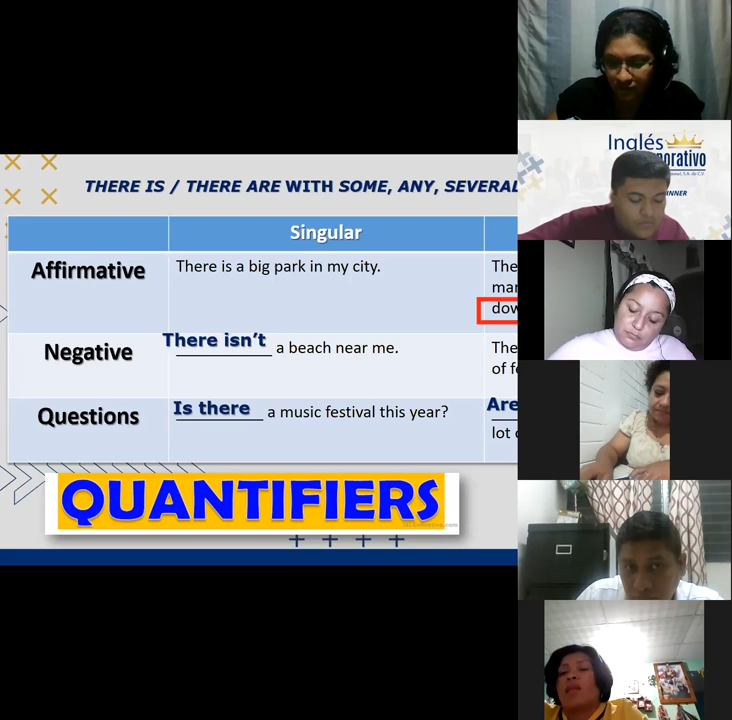 THERE IS / THERE ARE WITH SOME, ANY, SEVERAL
Singular
Affirmative
There is a big park in my city.
The
mar
dow
Negative
There isn't a beach near me.
The
of f
Questions
Is there a music festival this year?
Are
lot
QUANTIFIERS
Inglés
porativo
INNER